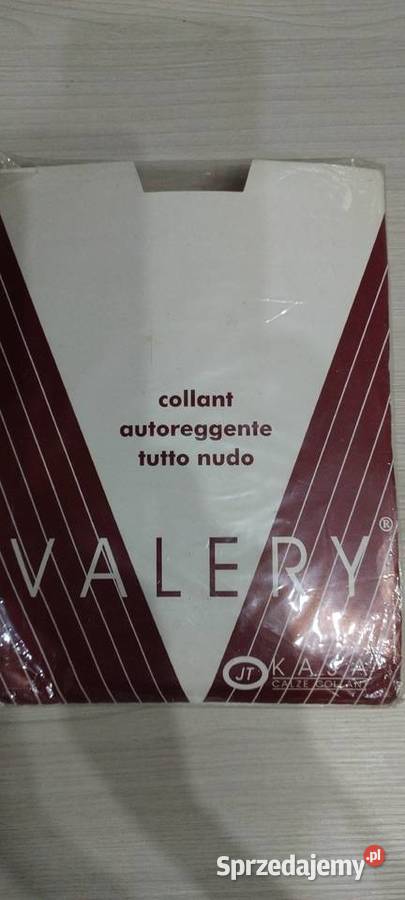 collant
autoreggente
tutto nudo
VALERY®
JT KASA
CALZE COLLANT
Sprzedajemy.pl